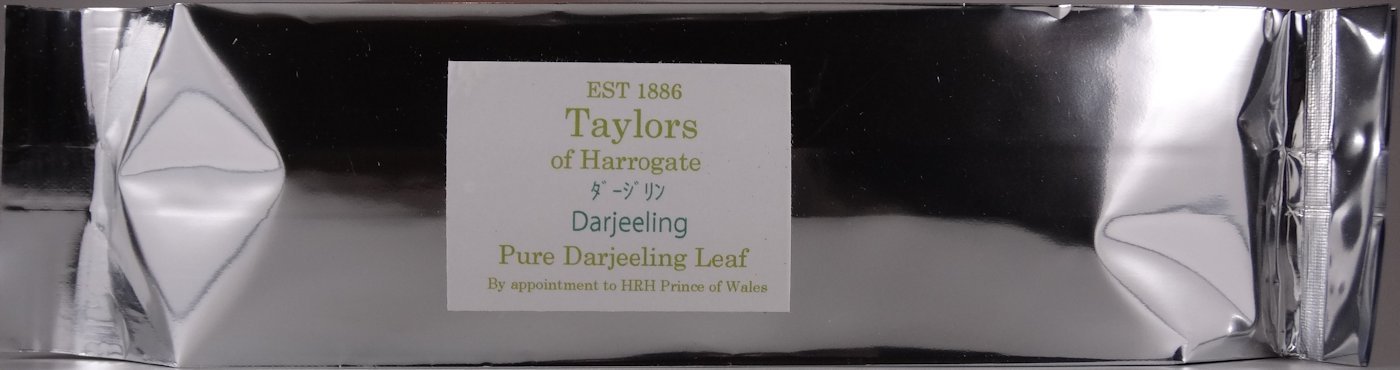 EST 1886
Taylors
of Harrogate
ダージリン
Darjeeling
Pure Darjeeling Leaf
By appointment to HRH Prince of Wales